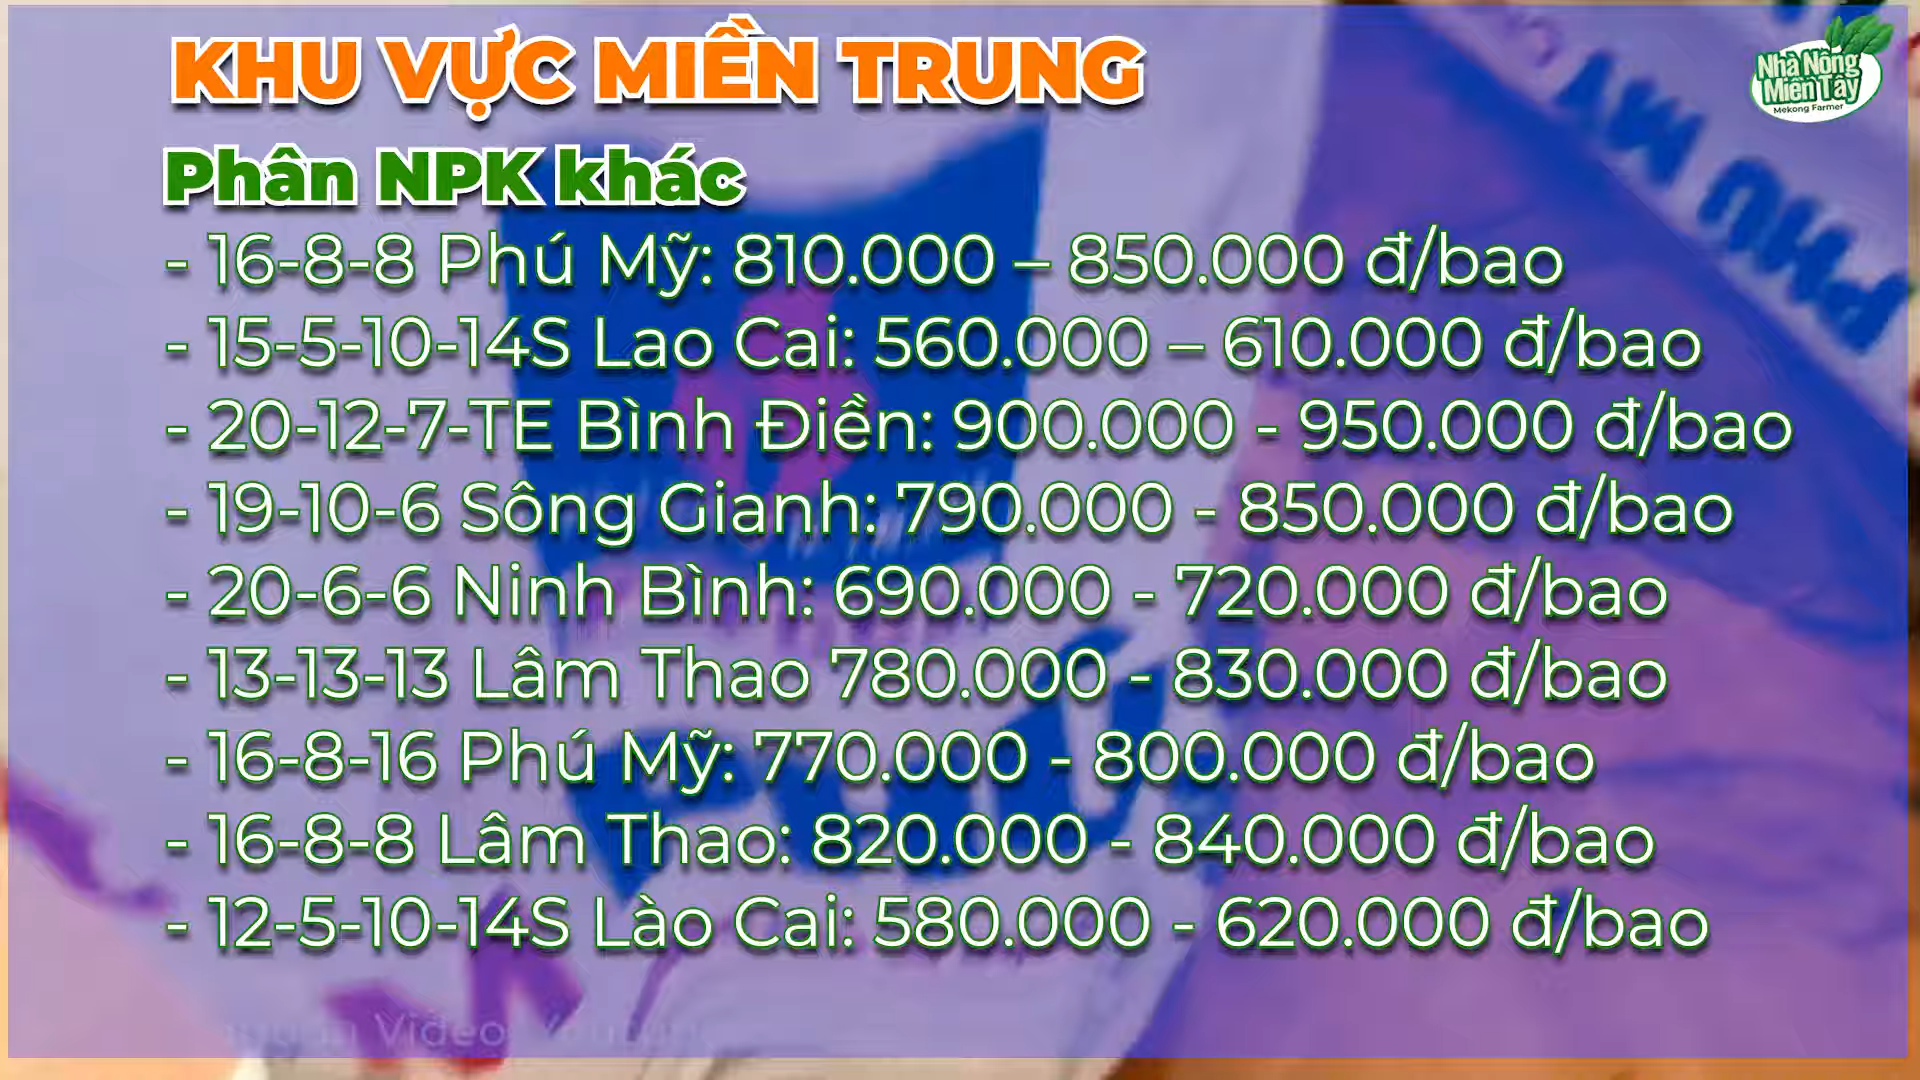 KHU VỰC MIỀN TRUNG
Nhà Nông
Miền Tây
Mekong Farmer
Phân NPK khác
- 16-8-8 Phú Mỹ: 810.000 – 850.000 đ/bao
- 15-5-10-14S Lao Cai: 560.000 – 610.000 đ/bao
- 20-12-7-TE Bình Điền: 900.000 - 950.000 đ/bao
- 19-10-6 Sông Gianh: 790.000 - 850.000 đ/bao
- 20-6-6 Ninh Bình: 690.000 - 720.000 đ/bao
- 13-13-13 Lâm Thao 780.000 - 830.000 đ/bao
- 16-8-16 Phú Mỹ: 770.000 - 800.000 đ/bao
- 16-8-8 Lâm Thao: 820.000 - 840.000 đ/bao
- 12-5-10-14S Lào Cai: 580.000 - 620.000 đ/bao
PHU MY
Video